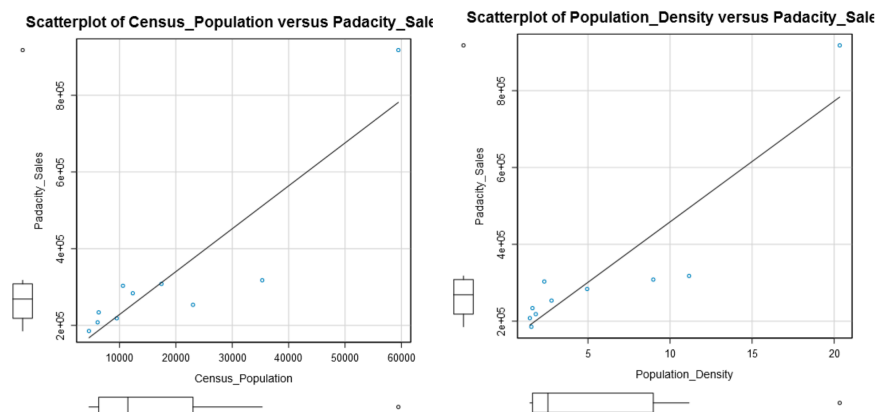 Scatterplot of Census_Population versus Padacity_Sale
8e+05
6e+05
4e+05
2e+05
Padacity_Sales
10000 20000 30000 40000 50000 60000
Census_Population
Scatterplot of Population_Density versus Padacity_Sale
8e+05
6e+05
4e+05
2e+05
Padacity_Sales
5 10 15 20
Population_Density